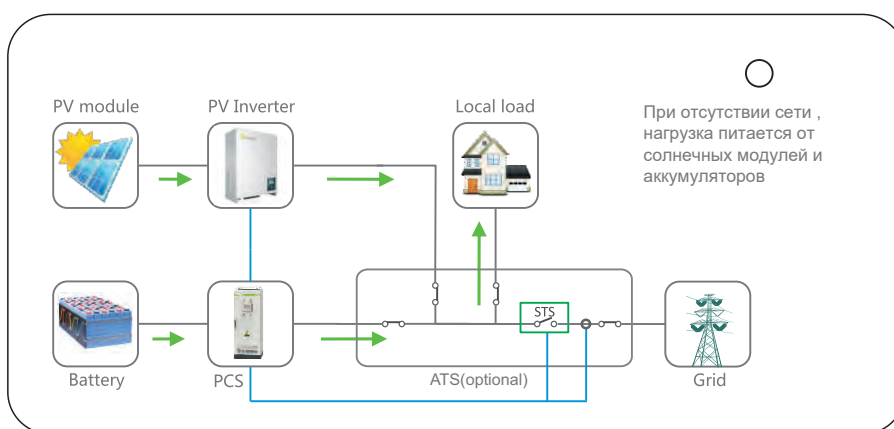 PV module
PV Inverter
Local load
При отсутствии сети ,
нагрузка питается от
солнечных модулей и
аккумуляторов
STS
Battery
PCS
ATS(optional)
Grid